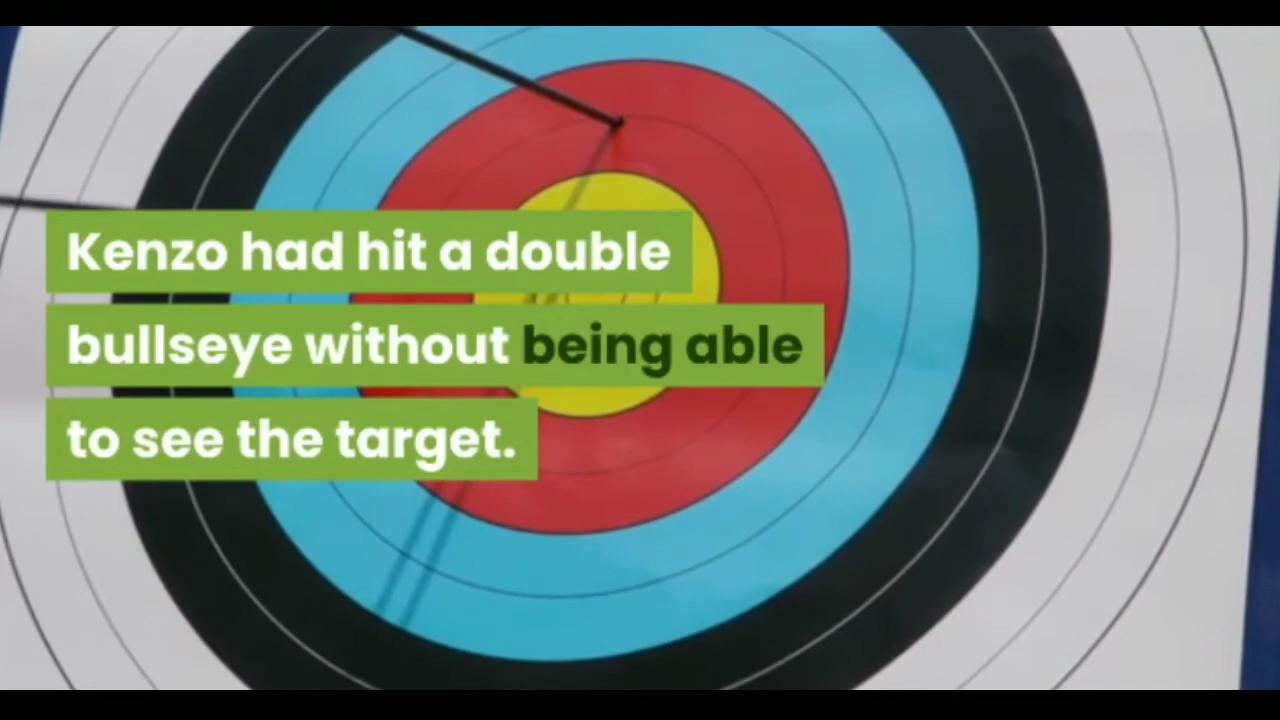 Kenzo had hit a double
bullseye without being able
to see the target.